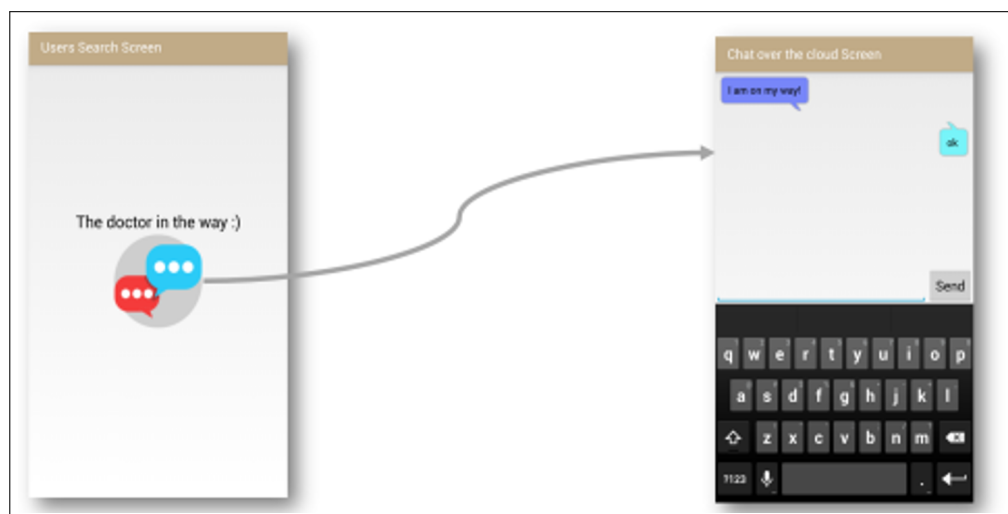 Users Search Screen
The doctor in the way :)
Chat over the cloud Screen
I am on my way!
ok
Send
q w e r t y u i o p
a s d f g h j k l
z x c v b n m
?123 .